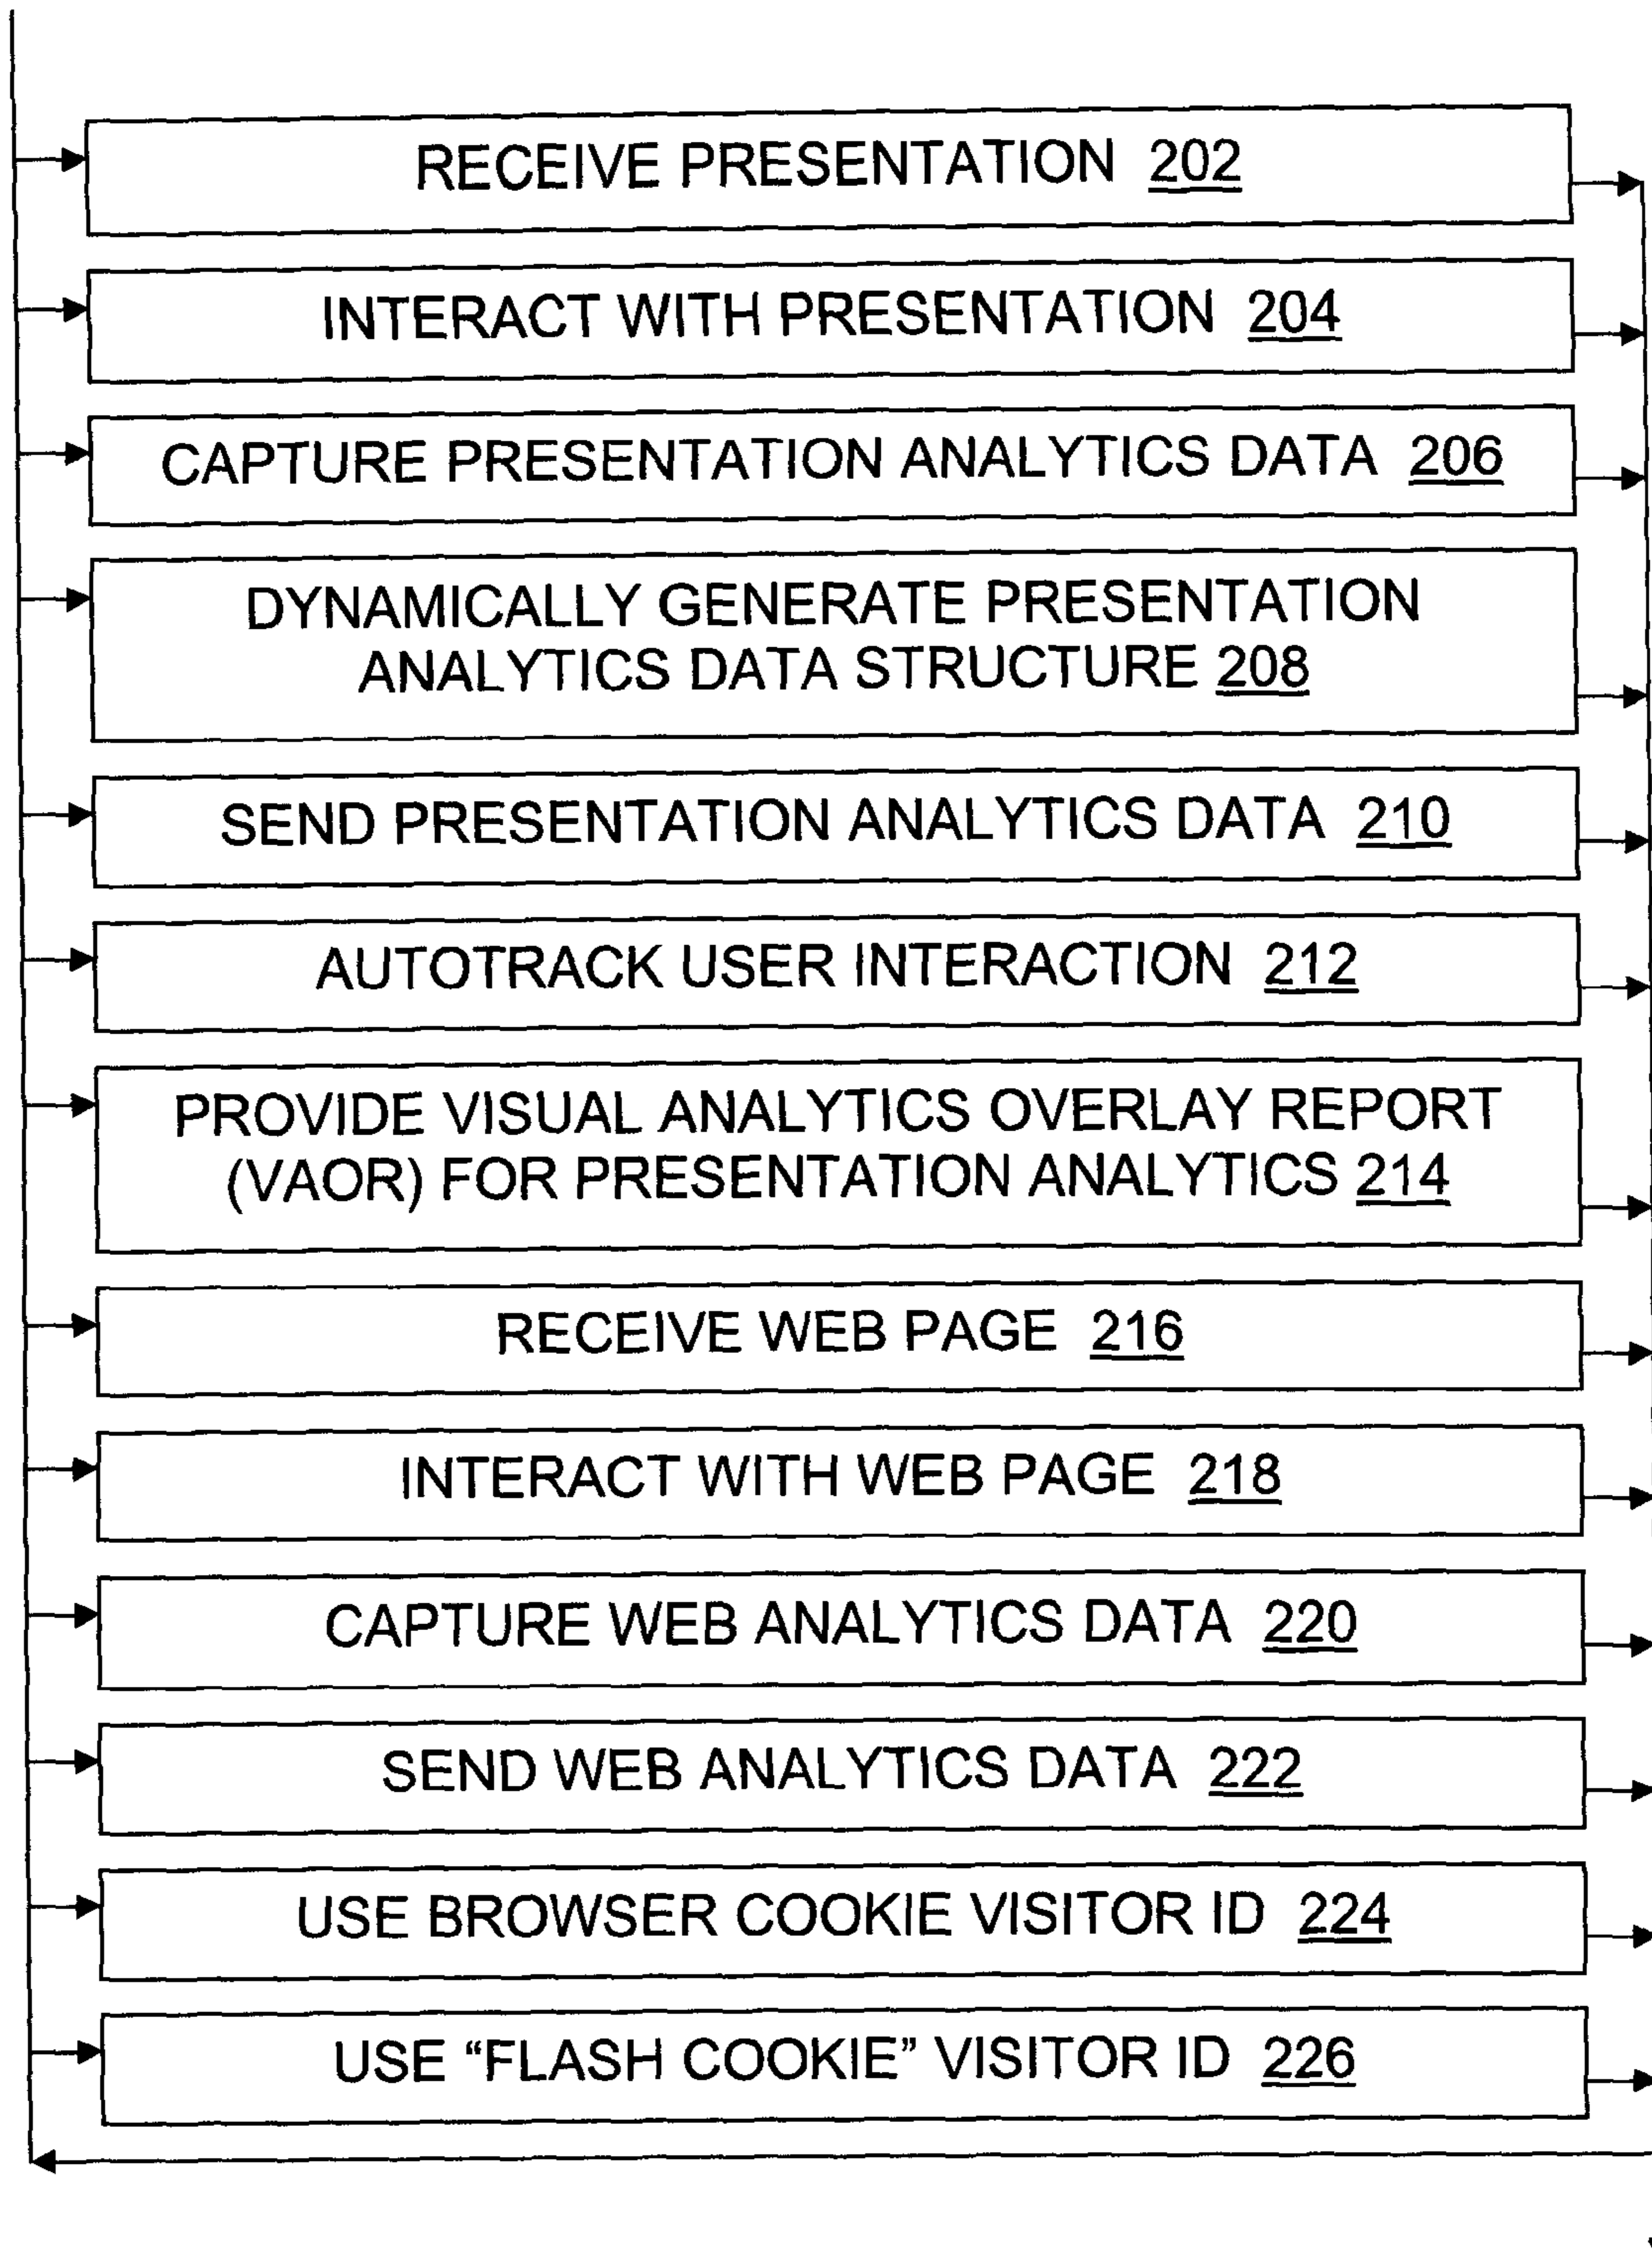 RECEIVE PRESENTATION 202
INTERACT WITH PRESENTATION 204
CAPTURE PRESENTATION ANALYTICS DATA 206
DYNAMICALLY GENERATE PRESENTATION
ANALYTICS DATA STRUCTURE 208
SEND PRESENTATION ANALYTICS DATA 210
AUTOTRACK USER INTERACTION 212
PROVIDE VISUAL ANALYTICS OVERLAY REPORT
(VAOR) FOR PRESENTATION ANALYTICS 214
RECEIVE WEB PAGE 216
INTERACT WITH WEB PAGE 218
CAPTURE WEB ANALYTICS DATA 220
SEND WEB ANALYTICS DATA 222
USE BROWSER COOKIE VISITOR ID 224
USE “FLASH COOKIE” VISITOR ID 226